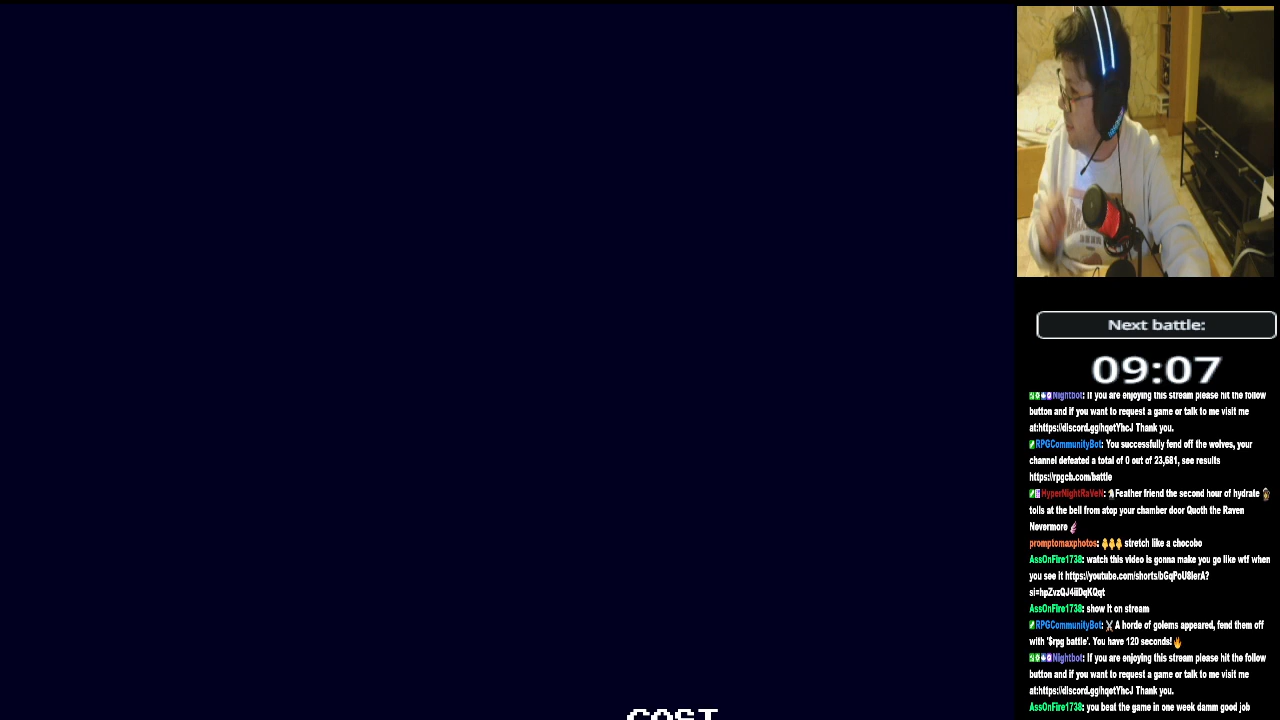 Next battle:
09:07
Nightbot: If you are enjoying this stream please hit the follow
button and if you want to request a game or talk to me visit me
at:https://discord.gg/hqetYhcJ Thank you.
RPGCommunityBot: You successfully fend off the wolves, your
channel defeated a total of 0 out of 23,681, see results
https://rpgcb.com/battle
HyperNightRaVeN: Feather friend the second hour of hydrate
tolls at the bell from atop your chamber door Quoth the Raven
Nevermore
promptomaxphotos: stretch like a chocobo
AssOnFire1738: watch this video is gonna make you go like wtf when
you see it https://youtube.com/shorts/bGqPoU8IerA?
si=hpZvzQJ4iiDqKQqt
AssOnFire1738: show it on stream
RPGCommunityBot: A horde of golems appeared, fend them off
with '$rpg battle'. You have 120 seconds!
Nightbot: If you are enjoying this stream please hit the follow
button and if you want to request a game or talk to me visit me
at:https://discord.gg/hqetYhcJ Thank you.
AssOnFire1738: you beat the game in one week damm good job